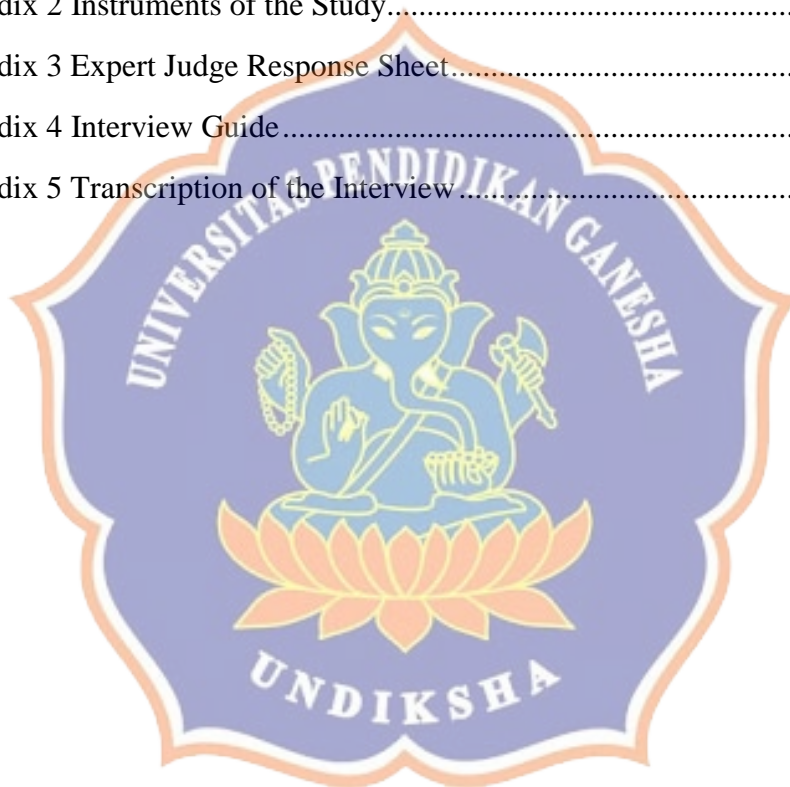 dix 2 Instruments of the Study.......................................
dix 3 Expert Judge Response Sheet.................................
dix 4 Interview Guide....................................................
dix 5 Transcription of the Interview..................................
UNIVERSITAS PENDIDIKAN GANESHA
UNDIKSHA